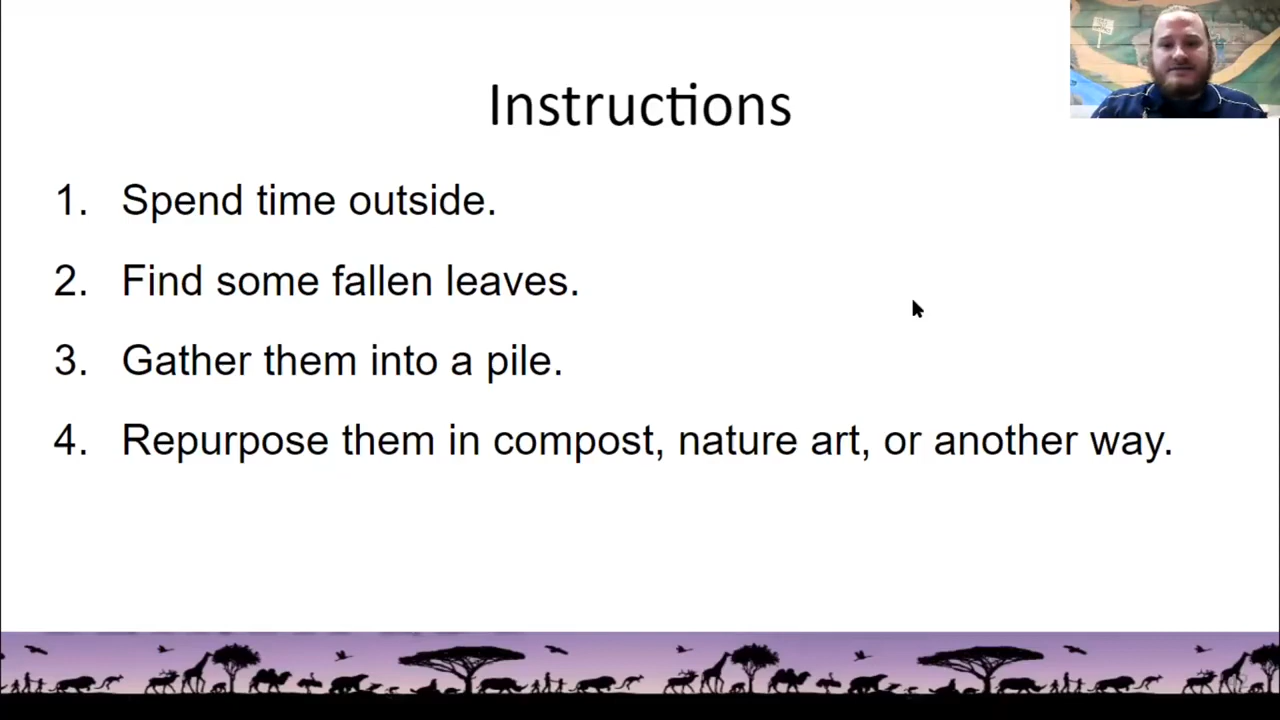 Instructions
1. Spend time outside.
2. Find some fallen leaves.
3. Gather them into a pile.
4. Repurpose them in compost, nature art, or another way.